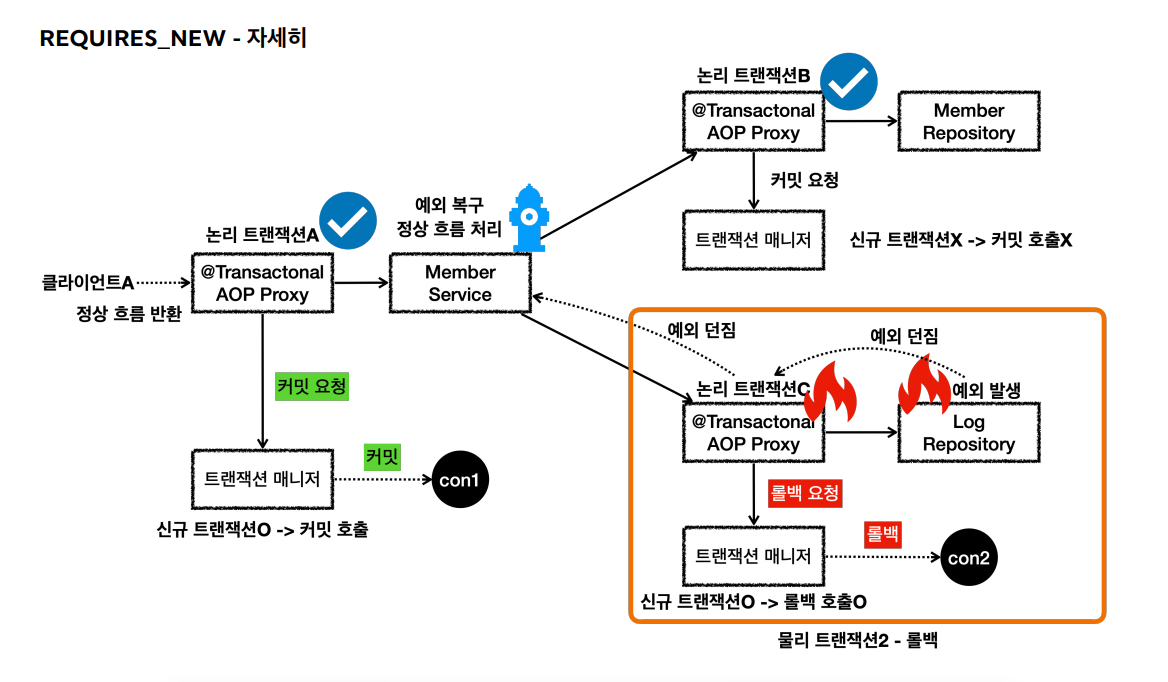 REQUIRES_NEW - 자세히
논리 트랜잭션B
@Transactonal
AOP Proxy
Member
Repository
커밋 요청
트랜잭션 매니저
신규 트랜잭션X -> 커밋 호출X
예외 복구
정상 흐름 처리
논리 트랜잭션A
클라이언트A
@Transactonal
AOP Proxy
Member
Service
정상 흐름 반환
커밋 요청
트랜잭션 매니저
커밋
con1
신규 트랜잭션O -> 커밋 호출
예외 던짐
예외 던짐
논리 트랜잭션C
예외 발생
@Transactonal
AOP Proxy
Log
Repository
롤백 요청
트랜잭션 매니저
롤백
con2
신규 트랜잭션O -> 롤백 호출O
물리 트랜잭션2 - 롤백